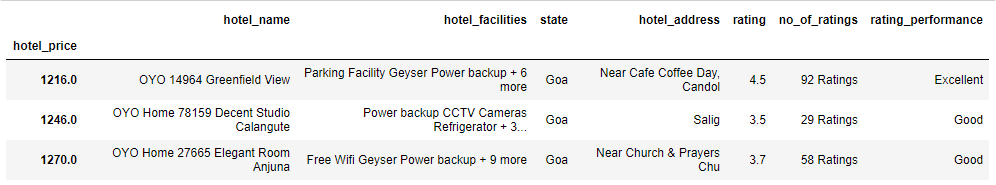 hotel_name hotel_facilities state hotel_address rating no_of_ratings rating_performance
hotel_price
1216.0 OYO 14964 Greenfield View Parking Facility Geyser Power backup + 6 more Goa Near Cafe Coffee Day, Candol 4.5 92 Ratings Excellent
1246.0 OYO Home 78159 Decent Studio Calangute Power backup CCTV Cameras Refrigerator + 3... Goa Salig 3.5 29 Ratings Good
1270.0 OYO Home 27665 Elegant Room Anjuna Free Wifi Geyser Power backup + 9 more Goa Near Church & Prayers Chu 3.7 58 Ratings Good